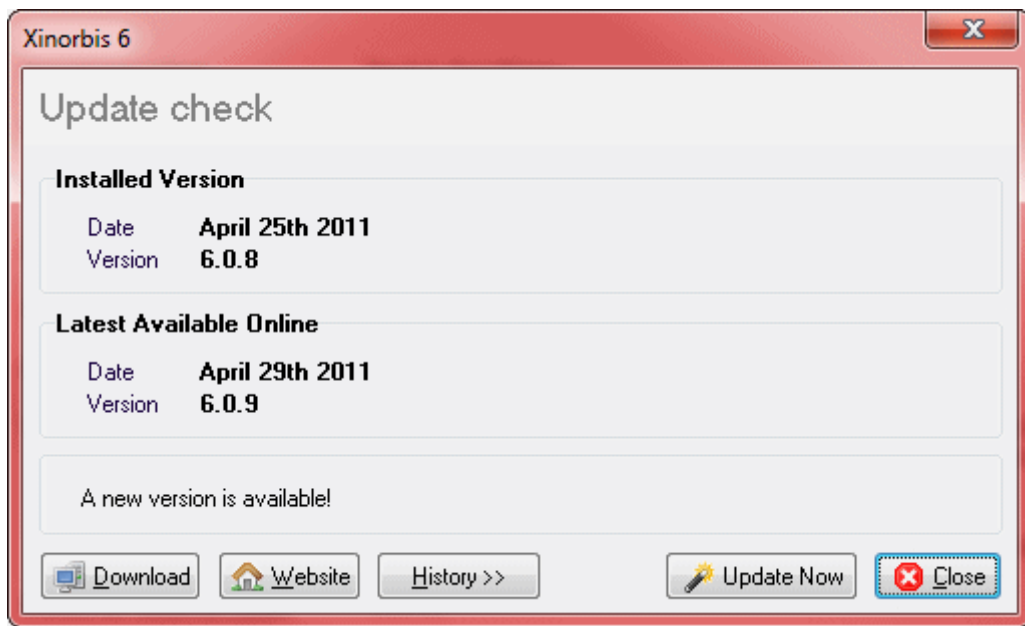 Xinorbis 6
Update check
Installed Version
Date April 25th 2011
Version 6.0.8
Latest Available Online
Date April 29th 2011
Version 6.0.9
A new version is available!
Download Website History >> Update Now Close